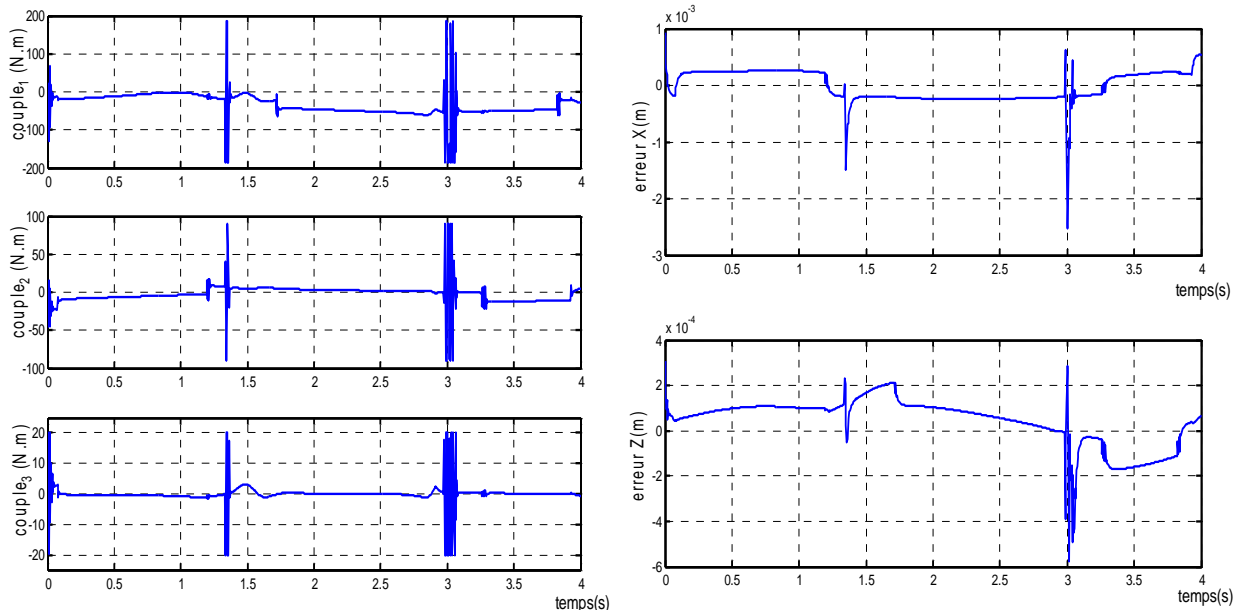 200
100
0
-100
-200
couple₁ (N.m)
0 0.5 1 1.5 2 2.5 3 3.5 4
100
50
0
-50
-100
couple₂ (N.m)
0 0.5 1 1.5 2 2.5 3 3.5 4
20
10
0
-10
-20
couple₃ (N.m)
0 0.5 1 1.5 2 2.5 3 3.5 4
x 10⁻³
1
0
-1
-2
-3
erreur X(m)
0 0.5 1 1.5 2 2.5 3 3.5 4
temps(s)
x 10⁻⁴
4
2
0
-2
-4
-6
erreur Z(m)
0 0.5 1 1.5 2 2.5 3 3.5 4
temps(s)